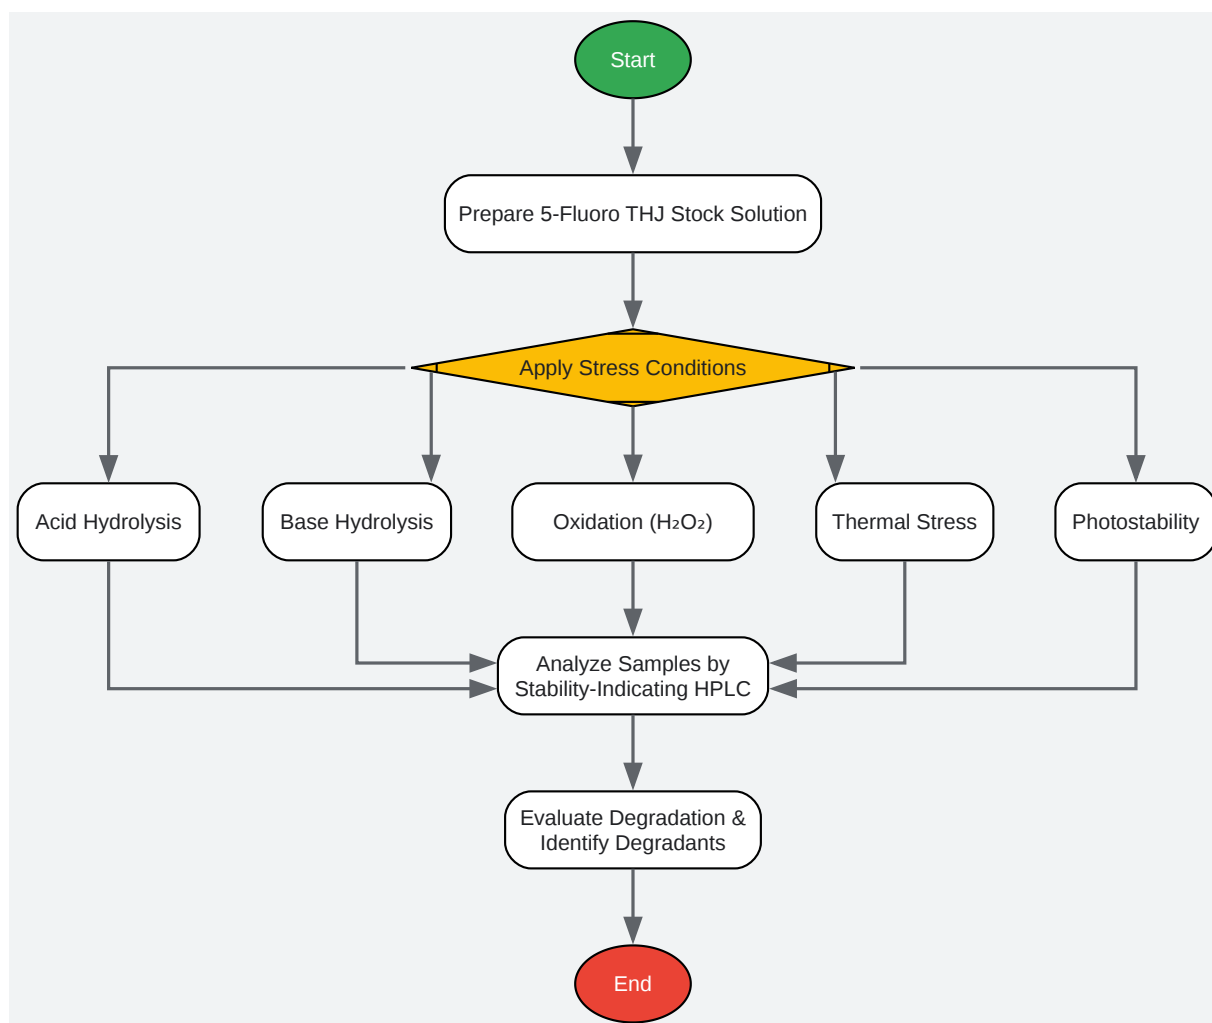 Start
Prepare 5-Fluoro THJ Stock Solution
Apply Stress Conditions
Acid Hydrolysis
Base Hydrolysis
Oxidation (H₂O₂)
Thermal Stress
Photostability
Analyze Samples by
Stability-Indicating HPLC
Evaluate Degradation &
Identify Degradants
End